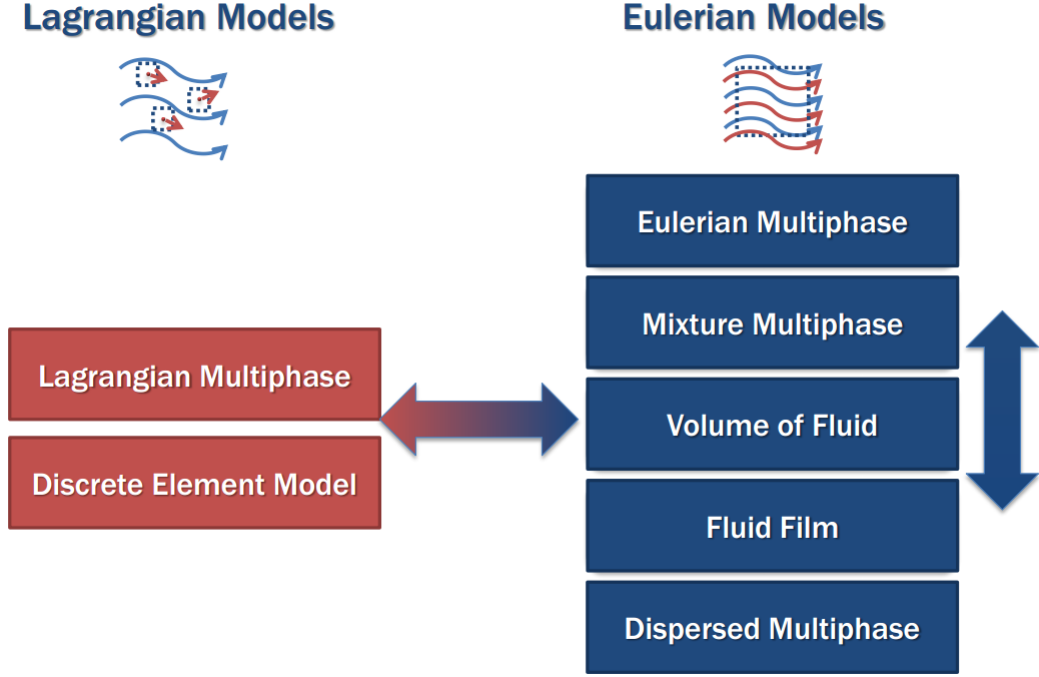 Lagrangian Models
Eulerian Models
Eulerian Multiphase
Mixture Multiphase
Lagrangian Multiphase
Volume of Fluid
Discrete Element Model
Fluid Film
Dispersed Multiphase